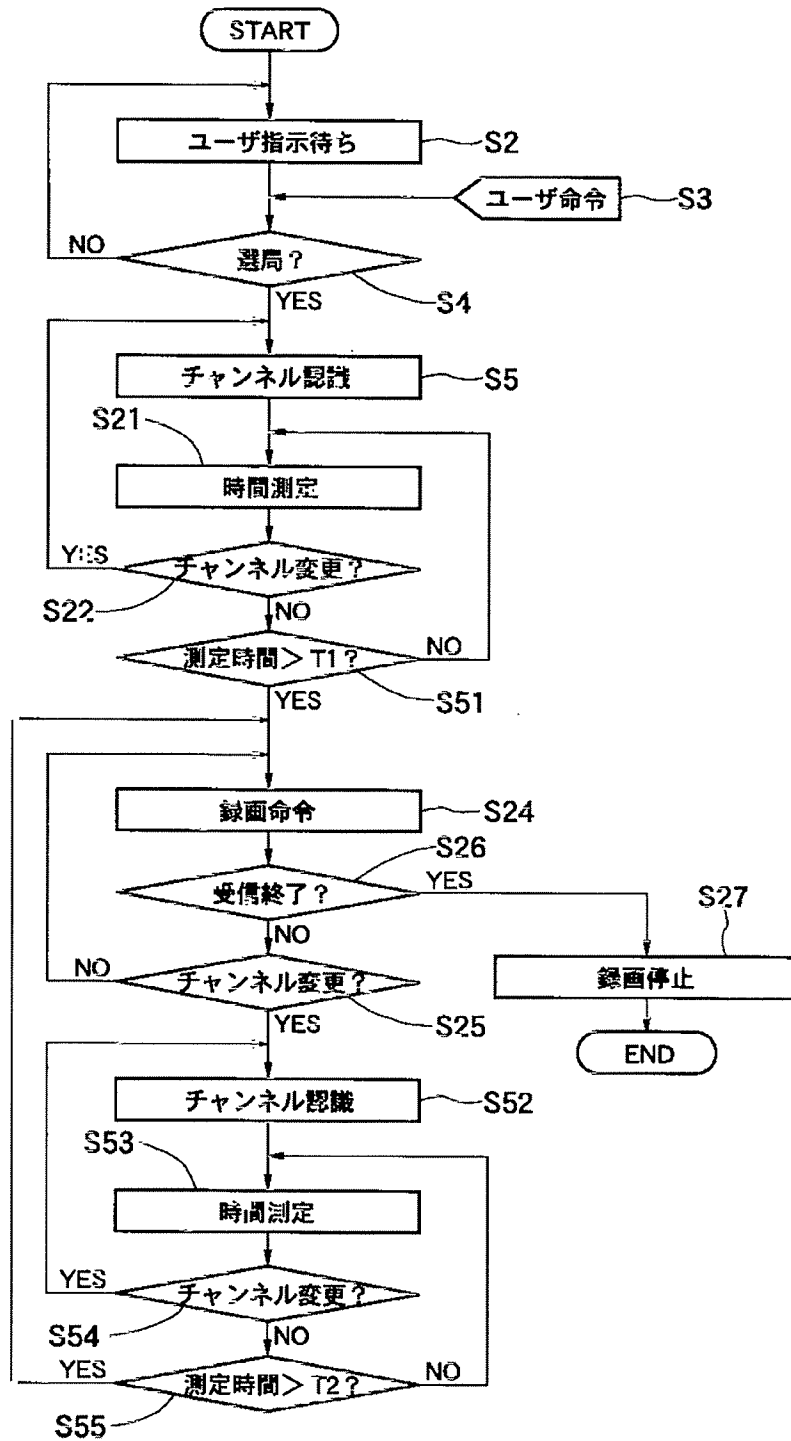 START
ユーザ指示待ち
S2
ユーザ命令
S3
NO
選局?
S4
YES
チャンネル認識
S5
S21
時間測定
YES
チャンネル変更?
S22
NO
測定時間>T1?
NO
S51
YES
録画命令
S24
S26
受信終了?
YES
S27
NO
録画停止
NO
チャンネル変更?
S25
YES
END
チャンネル認識
S52
S53
時間測定
YES
チャンネル変更?
S54
NO
YES
測定時間>T2?
NO
S55